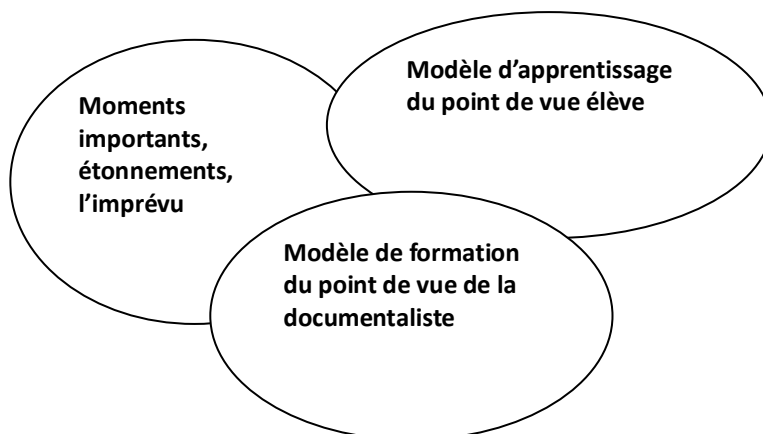 Moments
importants,
étonnements,
l’imprévu
Modèle d’apprentissage
du point de vue élève
Modèle de formation
du point de vue de la
documentaliste